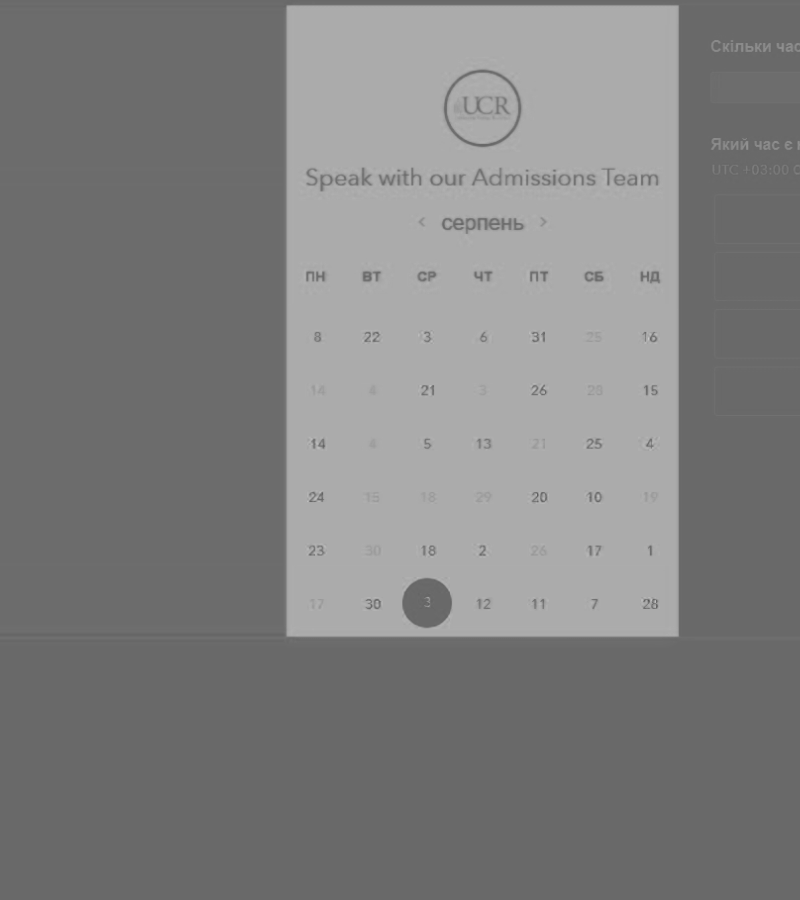 UCR
Speak with our Admissions Team
< серпень >
ПН ВТ СР ЧТ ПТ СБ НД
8 22 3 6 31 25 16
14 4 21 3 26 28 15
14 4 5 13 21 25 4
24 15 18 29 20 10 19
23 30 18 2 26 17 1
17 30 3 12 11 7 28
Скільки час
Який час є
UTC +03:00